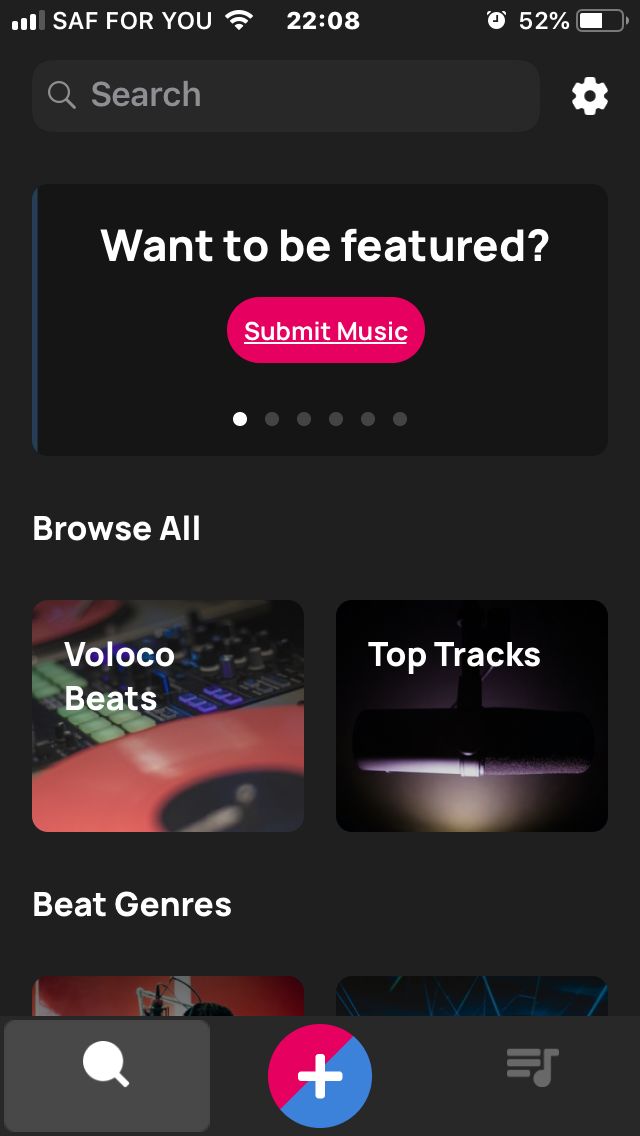 SAF FOR YOU 22:08 52%
Search
Want to be featured?
Submit Music
Browse All
Voloco
Beats
Top Tracks
Beat Genres